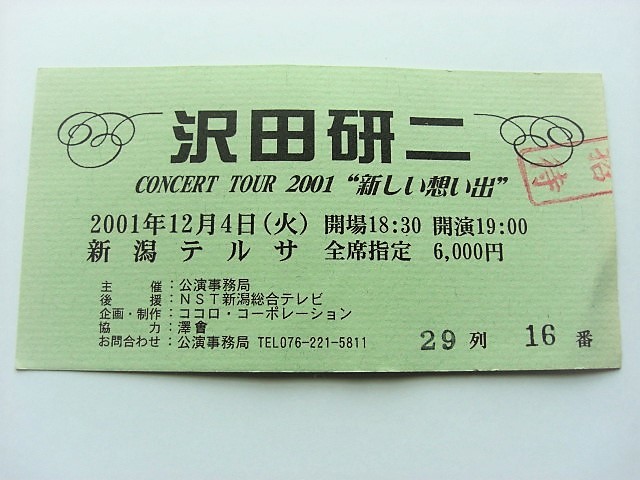 沢田研二
CONCERT TOUR 2001 “新しい想い出”
招待
2001年12月4日(火) 開場18:30 開演19:00
新潟テルサ 全席指定 6,000円
主催:公演事務局
後援:NST新潟総合テレビ
企画・制作:ココロ・コーポレーション
協力:澤會
お問合わせ:公演事務局 TEL076-221-5811
29列 16番